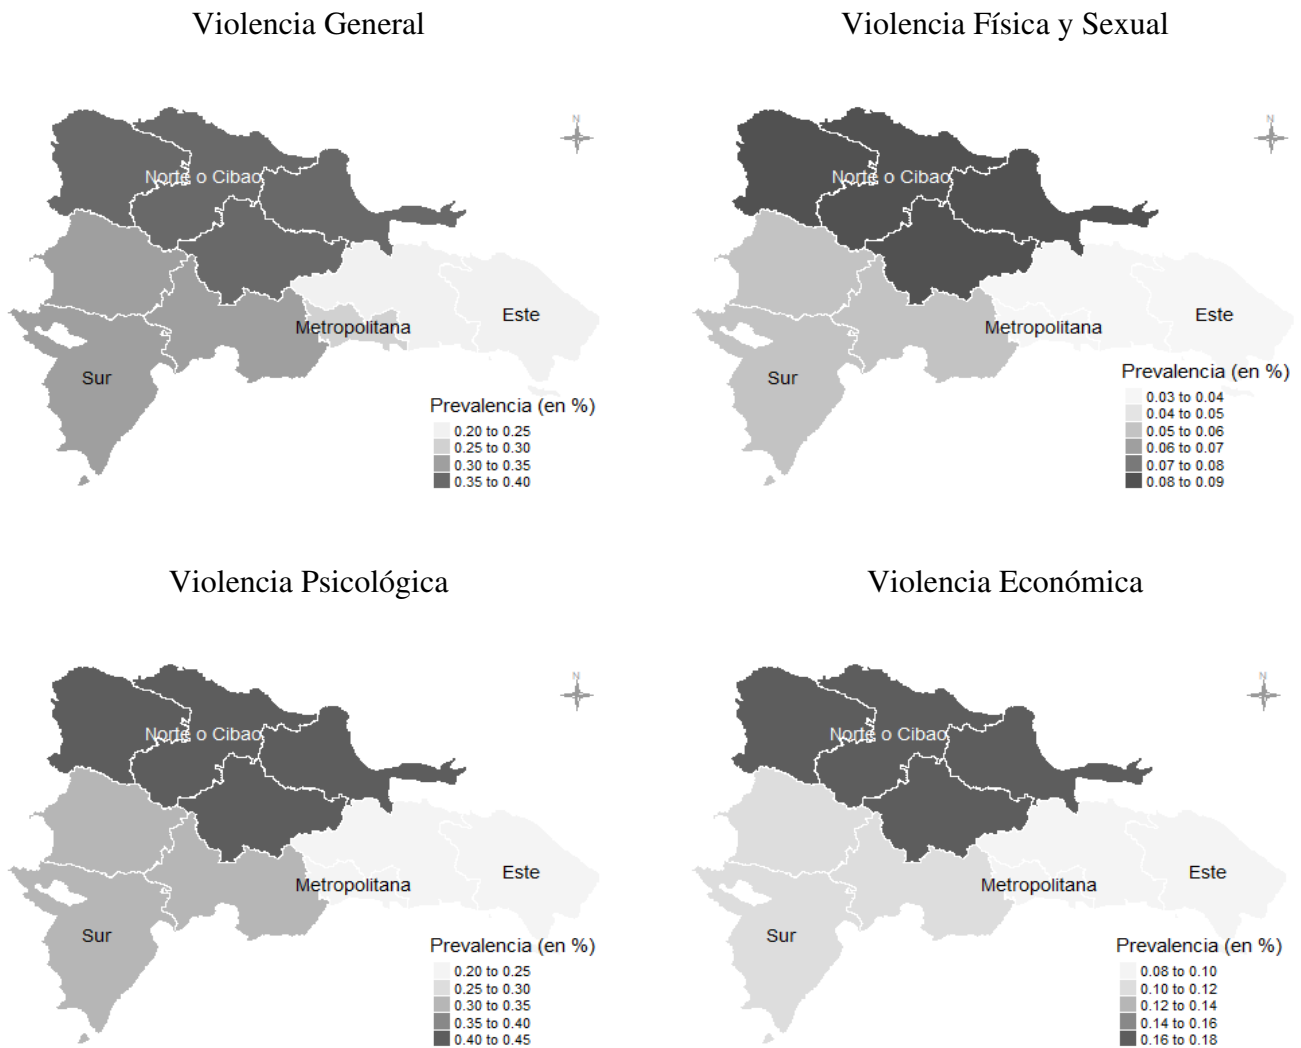 Violencia General
N
Norte o Cibao
Metropolitana
Este
Sur
Prevalencia (en %)
0.20 to 0.25
0.25 to 0.30
0.30 to 0.35
0.35 to 0.40
Violencia Física y Sexual
N
Norte o Cibao
Metropolitana
Este
Sur
Prevalencia (en %)
0.03 to 0.04
0.04 to 0.05
0.05 to 0.06
0.06 to 0.07
0.07 to 0.08
0.08 to 0.09
Violencia Psicológica
N
Norte o Cibao
Metropolitana
Este
Sur
Prevalencia (en %)
0.20 to 0.25
0.25 to 0.30
0.30 to 0.35
0.35 to 0.40
0.40 to 0.45
Violencia Económica
N
Norte o Cibao
Metropolitana
Este
Sur
Prevalencia (en %)
0.08 to 0.10
0.10 to 0.12
0.12 to 0.14
0.14 to 0.16
0.16 to 0.18